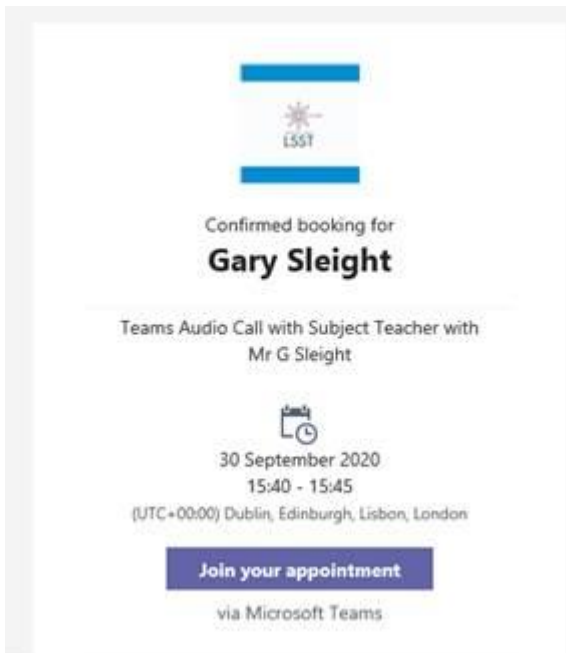 LSST
Confirmed booking for
Gary Sleight
Teams Audio Call with Subject Teacher with
Mr G Sleight
30 September 2020
15:40 - 15:45
(UTC+00:00) Dublin, Edinburgh, Lisbon, London
Join your appointment
via Microsoft Teams